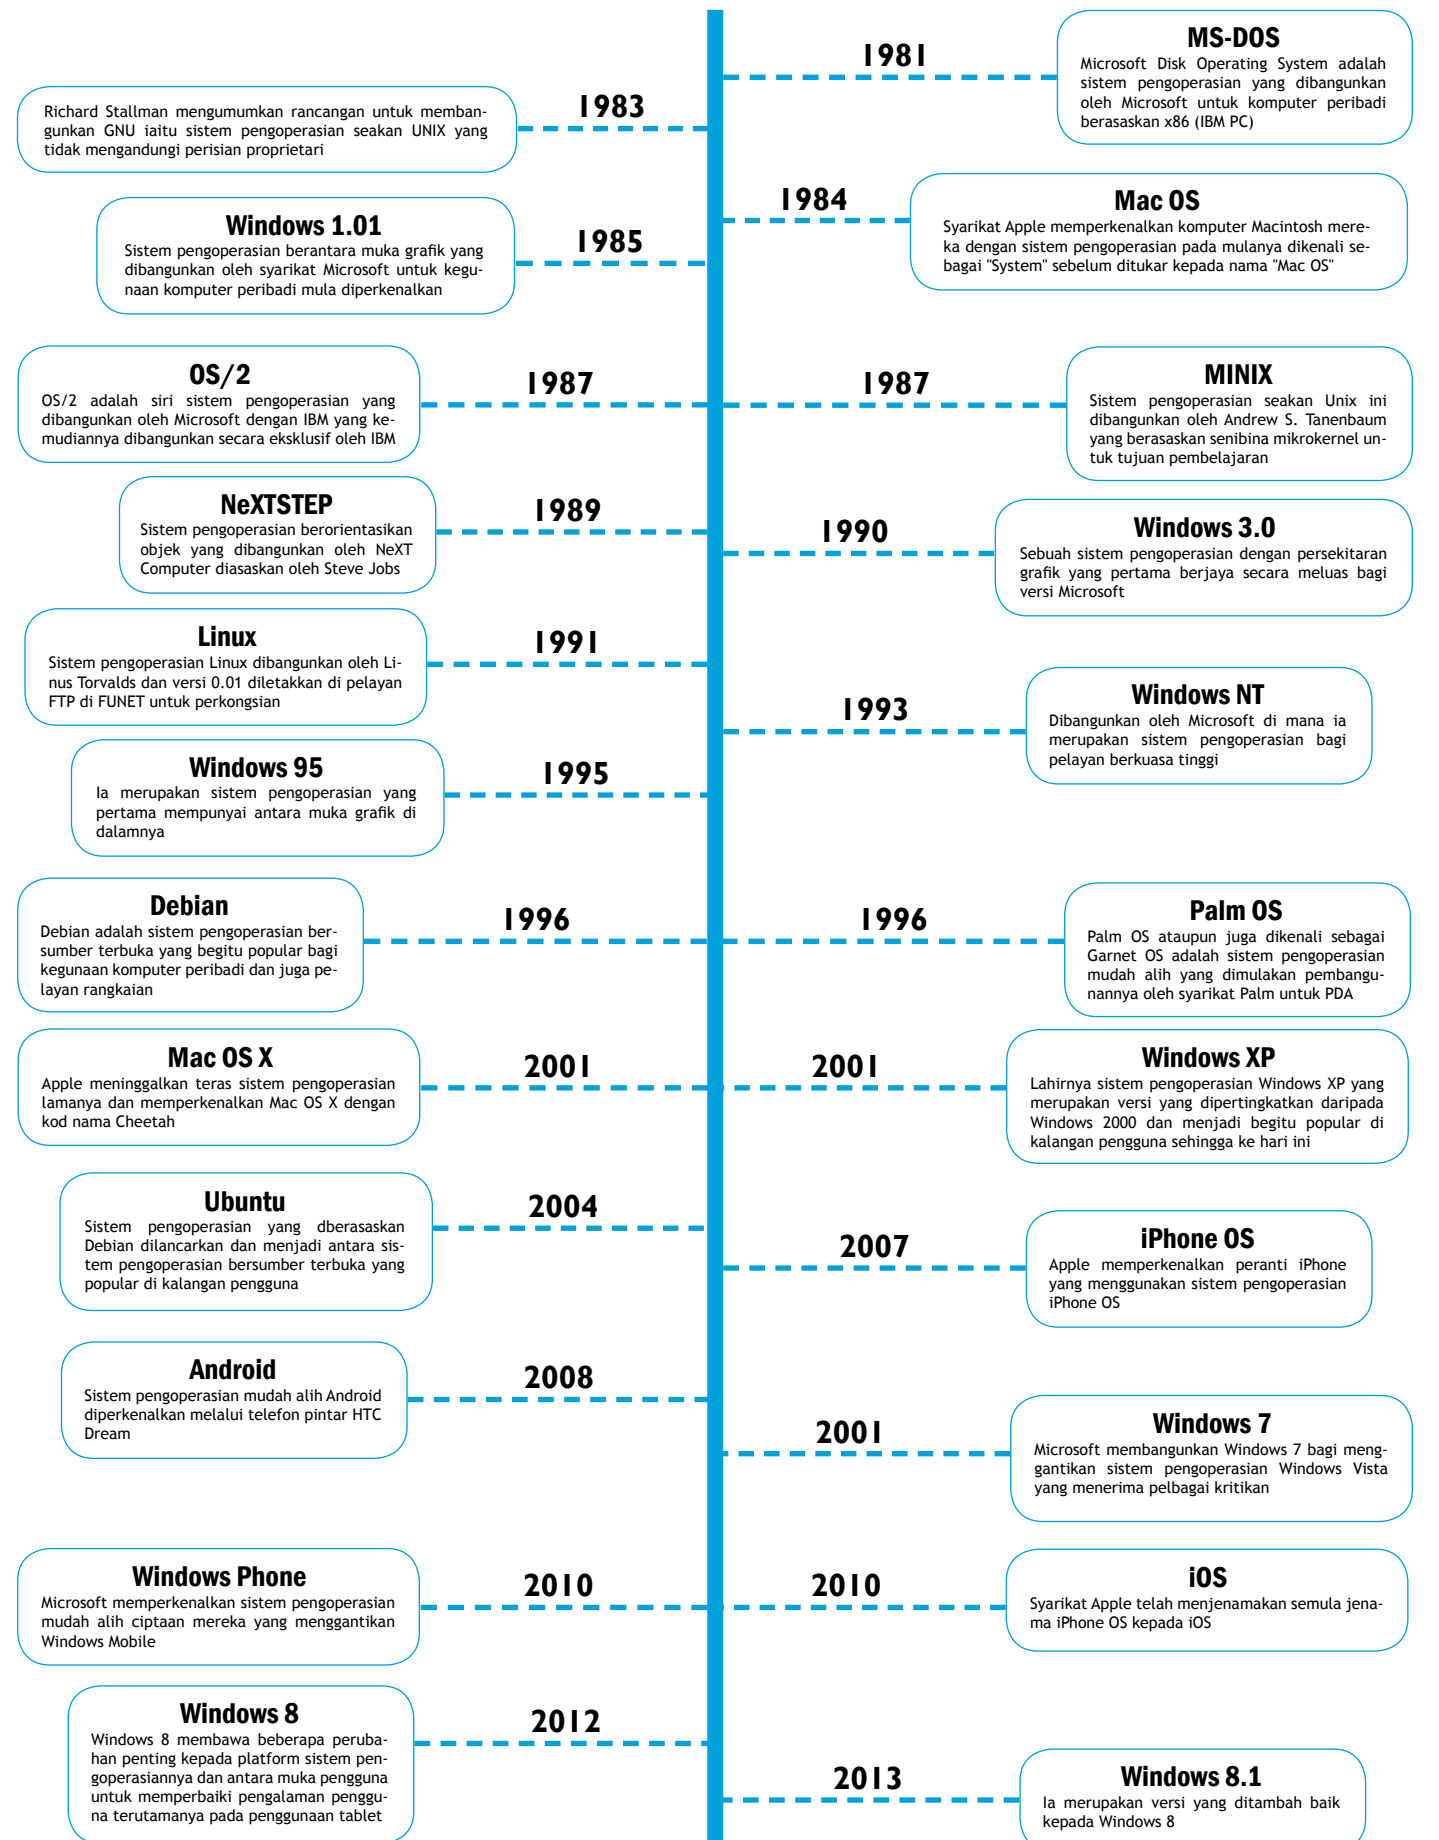 1981
MS-DOS
Microsoft Disk Operating System adalah
sistem pengoperasian yang dibangunkan
oleh Microsoft untuk komputer peribadi
berasaskan x86 (IBM PC)
1983
Richard Stallman mengumumkan rancangan untuk memban-
gunkan GNU iaitu sistem pengoperasian seakan UNIX yang
tidak mengandungi perisian proprietari
1984
Mac OS
Syarikat Apple memperkenalkan komputer Macintosh mere-
ka dengan sistem pengoperasian pada mulanya dikenali se-
bagai "System" sebelum ditukar kepada nama "Mac OS"
Windows 1.01
1985
Sistem pengoperasian berantara muka grafik yang
dibangunkan oleh syarikat Microsoft untuk kegu-
naan komputer peribadi mula diperkenalkan
OS/2
1987
OS/2 adalah siri sistem pengoperasian yang
dibangunkan oleh Microsoft dengan IBM yang ke-
mudiannya dibangunkan secara eksklusif oleh IBM
1987
MINIX
Sistem pengoperasian seakan Unix ini
dibangunkan oleh Andrew S. Tanenbaum
yang berasaskan senibina mikrokernel un-
tuk tujuan pembelajaran
NeXTSTEP
1989
Sistem pengoperasian berorientasikan
objek yang dibangunkan oleh NeXT
Computer diasaskan oleh Steve Jobs
1990
Windows 3.0
Sebuah sistem pengoperasian dengan persekitaran
grafik yang pertama berjaya secara meluas bagi
versi Microsoft
Linux
1991
Sistem pengoperasian Linux dibangunkan oleh Li-
nus Torvalds dan versi 0.01 diletakkan di pelayan
FTP di FUNET untuk perkongsian
1993
Windows NT
Dibangunkan oleh Microsoft di mana ia
merupakan sistem pengoperasian bagi
pelayan berkuasa tinggi
Windows 95
1995
Ia merupakan sistem pengoperasian yang
pertama mempunyai antara muka grafik di
dalamnya
Debian
1996
Debian adalah sistem pengoperasian ber-
sumber terbuka yang begitu popular bagi
kegunaan komputer peribadi dan juga pe-
layan rangkaian
1996
Palm OS
Palm OS ataupun juga dikenali sebagai
Garnet OS adalah sistem pengoperasian
mudah alih yang dimulakan pembangu-
nannya oleh syarikat Palm untuk PDA
Mac OS X
2001
Apple meninggalkan teras sistem pengoperasian
lamanya dan memperkenalkan Mac OS X dengan
kod nama Cheetah
2001
Windows XP
Lahirnya sistem pengoperasian Windows XP yang
merupakan versi yang dipertingkatkan daripada
Windows 2000 dan menjadi begitu popular di
kalangan pengguna sehingga ke hari ini
Ubuntu
2004
Sistem pengoperasian yang dberasaskan
Debian dilancarkan dan menjadi antara sis-
tem pengoperasian bersumber terbuka yang
popular di kalangan pengguna
2007
iPhone OS
Apple memperkenalkan peranti iPhone
yang menggunakan sistem pengoperasian
iPhone OS
Android
2008
Sistem pengoperasian mudah alih Android
diperkenalkan melalui telefon pintar HTC
Dream
2001
Windows 7
Microsoft membangunkan Windows 7 bagi meng-
gantikan sistem pengoperasian Windows Vista
yang menerima pelbagai kritikan
Windows Phone
2010
Microsoft memperkenalkan sistem pengoperasian
mudah alih ciptaan mereka yang menggantikan
Windows Mobile
2010
iOS
Syarikat Apple telah menjenamakan semula jena-
ma iPhone OS kepada iOS
Windows 8
2012
Windows 8 membawa beberapa peruba-
han penting kepada platform sistem pen-
goperasiannya dan antara muka pengguna
untuk memperbaiki pengalaman penggu-
na terutamanya pada penggunaan tablet
2013
Windows 8.1
Ia merupakan versi yang ditambah baik
kepada Windows 8